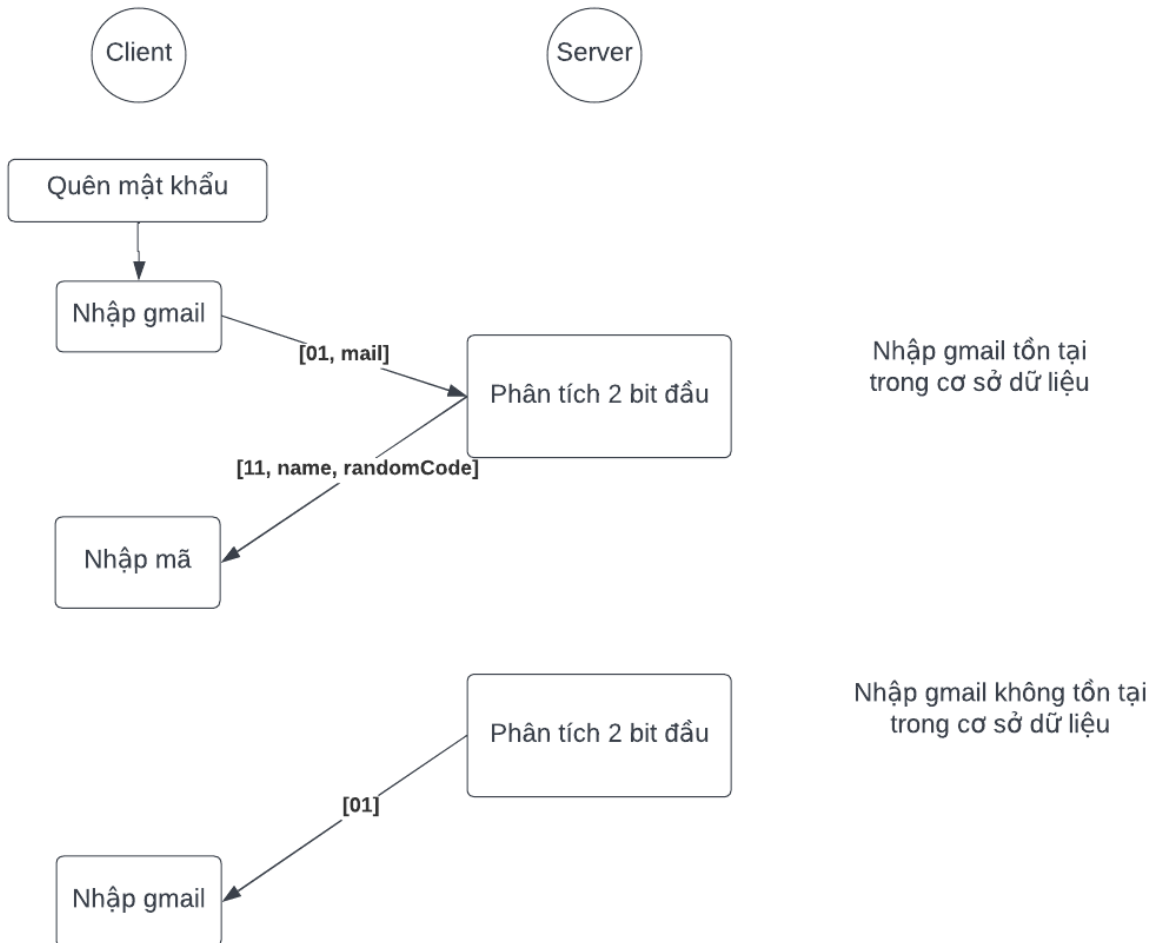 Client
Server
Quên mật khẩu
Nhập gmail
[01, mail]
Phân tích 2 bit đầu
Nhập gmail tồn tại
trong cơ sở dữ liệu
[11, name, randomCode]
Nhập mã
Phân tích 2 bit đầu
Nhập gmail không tồn tại
trong cơ sở dữ liệu
[01]
Nhập gmail